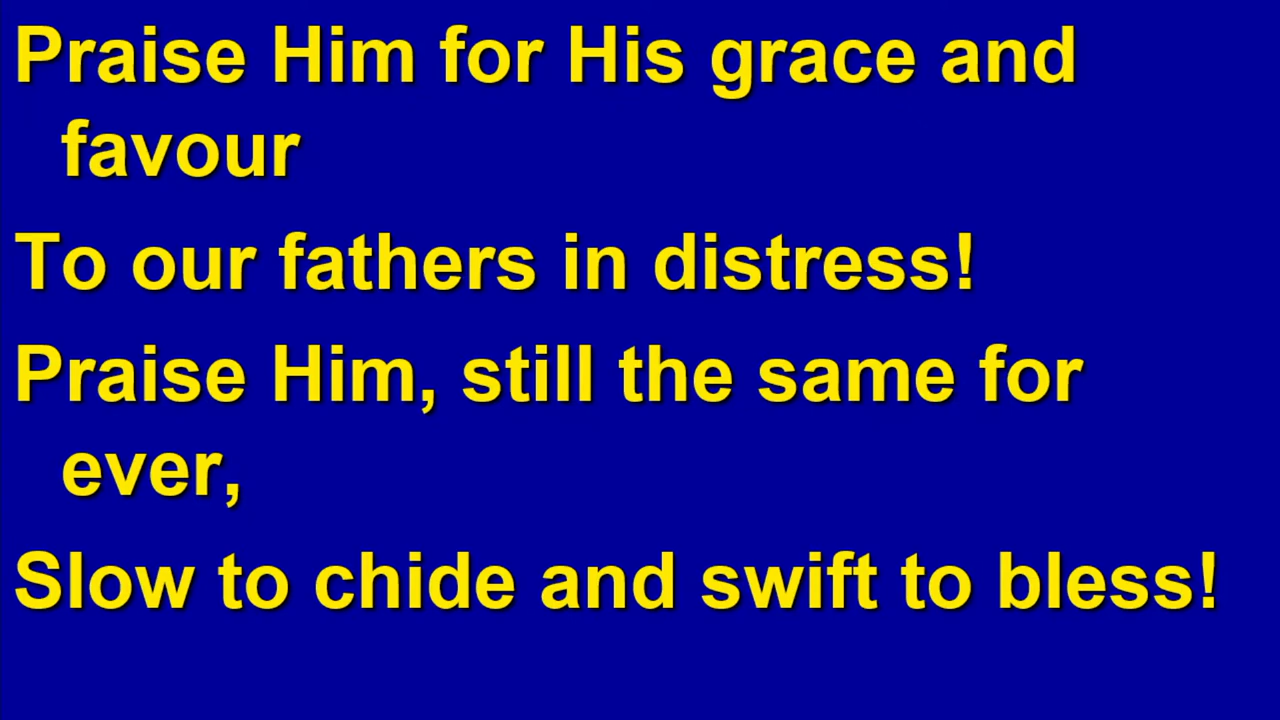 Praise Him for His grace and
favour
To our fathers in distress!
Praise Him, still the same for
ever,
Slow to chide and swift to bless!